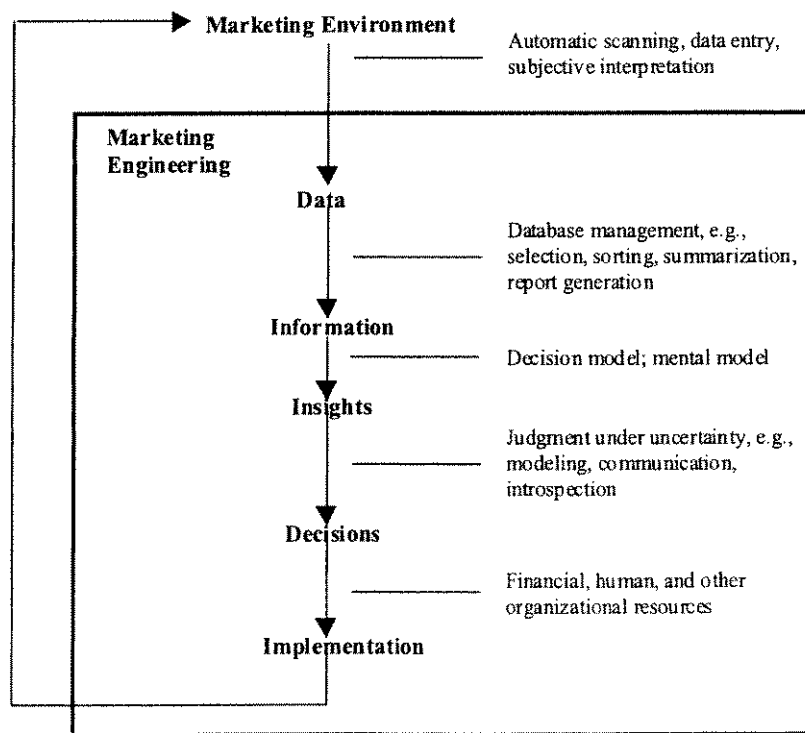 Marketing Environment
Automatic scanning, data entry,
subjective interpretation
Marketing
Engineering
Data
Database management, e.g.,
selection, sorting, summarization,
report generation
Information
Decision model; mental model
Insights
Judgment under uncertainty, e.g.,
modeling, communication,
introspection
Decisions
Financial, human, and other
organizational resources
Implementation